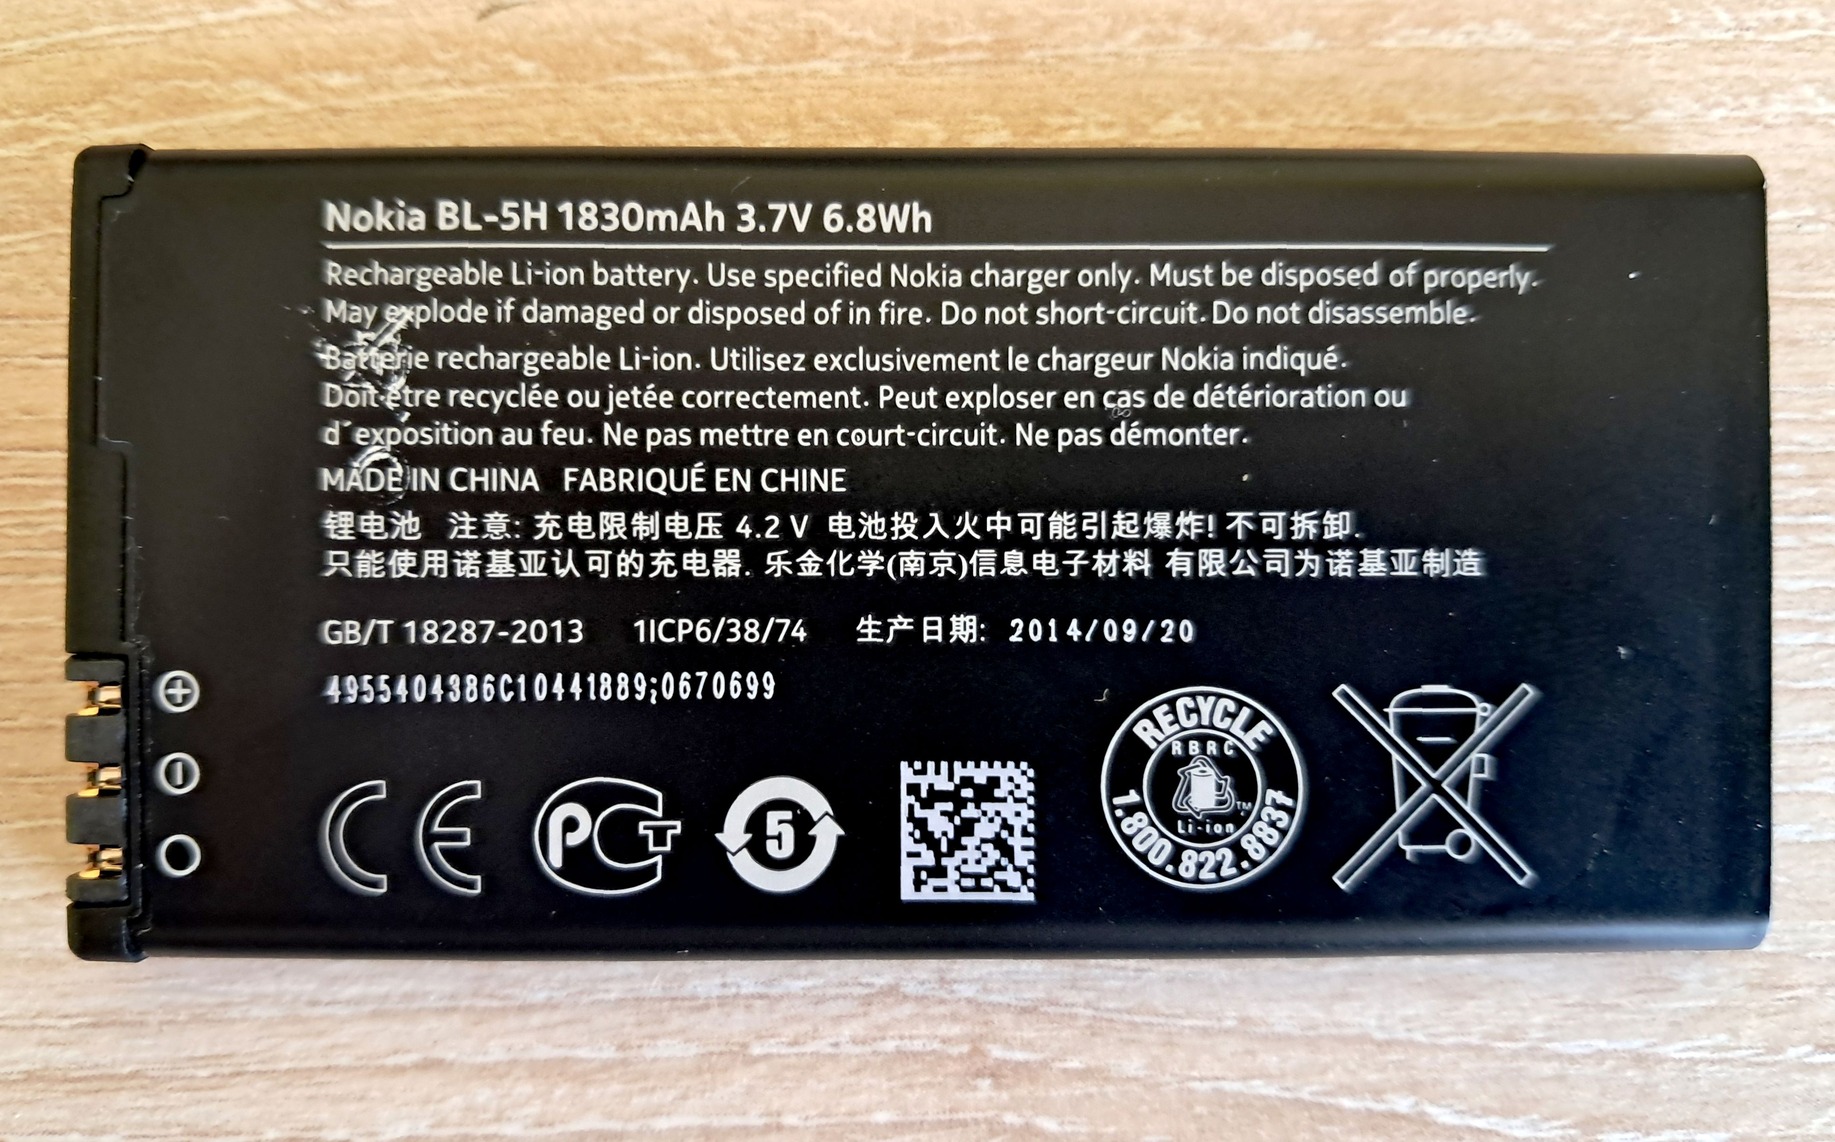 Nokia BL-5H 1830mAh 3.7V 6.8Wh
Rechargeable Li-ion battery. Use specified Nokia charger only. Must be disposed of properly.
May explode if damaged or disposed of in fire. Do not short-circuit. Do not disassemble.
Batterie rechargeable Li-ion. Utilisez exclusivement le chargeur Nokia indiqué.
Doit être recyclée ou jetée correctement. Peut exploser en cas de détérioration ou
d´exposition au feu. Ne pas mettre en court-circuit. Ne pas démonter.
MADE IN CHINA FABRIQUÉ EN CHINE
锂电池 注意: 充电限制电压 4.2 V 电池投入火中可能引起爆炸! 不可拆卸.
只能使用诺基亚认可的充电器. 乐金化学(南京)信息电子材料 有限公司为诺基亚制造
GB/T 18287-2013 1ICP6/38/74 生产日期: 2014/09/20
4955404386C10441889;0670699
CE
РСТ
5
RECYCLE
RBRC
TM
Li-ion
1.800.822.8837